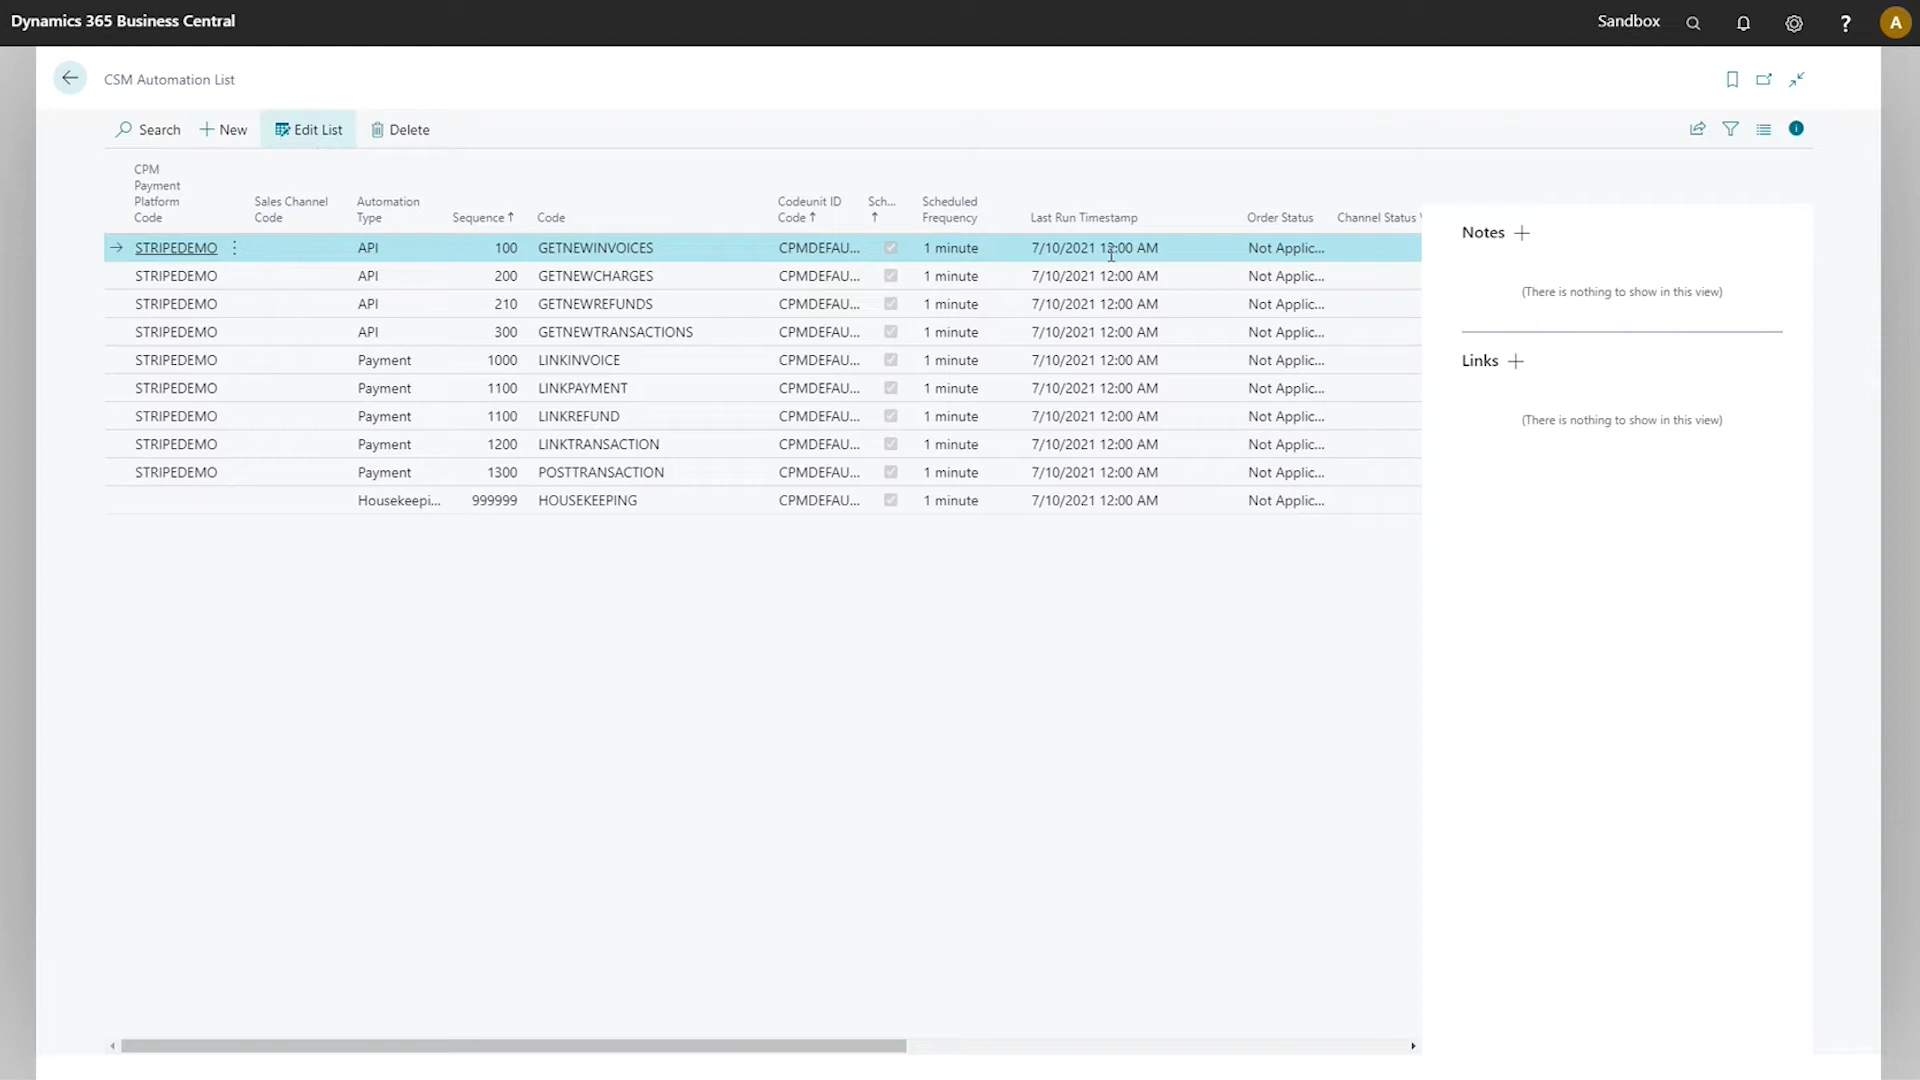 Dynamics 365 Business Central
Sandbox
?
A
CSM Automation List
Search
New
Edit List
Delete
CPM
Payment
Platform
Code
Sales Channel
Code
Automation
Type
Sequence ↑
Code
Codeunit ID
Code ↑
Sch...
↑
Scheduled
Frequency
Last Run Timestamp
Order Status
Channel Status
STRIPEDEMO API 100 GETNEWINVOICES CPMDEFAU... 1 minute 7/10/2021 12:00 AM Not Applic...
STRIPEDEMO API 200 GETNEWCHARGES CPMDEFAU... 1 minute 7/10/2021 12:00 AM Not Applic...
STRIPEDEMO API 210 GETNEWREFUNDS CPMDEFAU... 1 minute 7/10/2021 12:00 AM Not Applic...
STRIPEDEMO API 300 GETNEWTRANSACTIONS CPMDEFAU... 1 minute 7/10/2021 12:00 AM Not Applic...
STRIPEDEMO Payment 1000 LINKINVOICE CPMDEFAU... 1 minute 7/10/2021 12:00 AM Not Applic...
STRIPEDEMO Payment 1100 LINKPAYMENT CPMDEFAU... 1 minute 7/10/2021 12:00 AM Not Applic...
STRIPEDEMO Payment 1100 LINKREFUND CPMDEFAU... 1 minute 7/10/2021 12:00 AM Not Applic...
STRIPEDEMO Payment 1200 LINKTRANSACTION CPMDEFAU... 1 minute 7/10/2021 12:00 AM Not Applic...
STRIPEDEMO Payment 1300 POSTTRANSACTION CPMDEFAU... 1 minute 7/10/2021 12:00 AM Not Applic...
Housekeepi... 999999 HOUSEKEEPING CPMDEFAU... 1 minute 7/10/2021 12:00 AM Not Applic...
Notes
(There is nothing to show in this view)
Links
(There is nothing to show in this view)